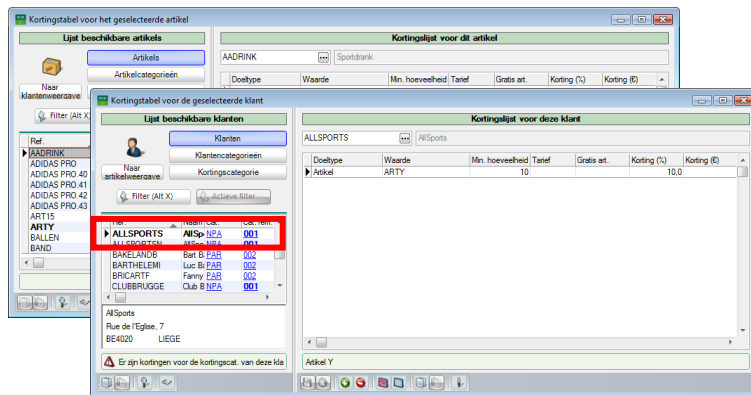 Kortingstabel voor het geselecteerde artikel
Lijst beschikbare artikels
Kortingslijst voor dit artikel
Artikels
AADRINK
Sportdrank
Artikelcategorieën
Naar
klantenweergave
Doeltype Waarde Min. hoeveelheid Tarief Gratis art. Korting (%) Korting (€)
Filter (Alt X)
Ref.
AADRINK
ADIDAS PRO
ADIDAS PRO.40
ADIDAS PRO.41
ADIDAS PRO.42
ADIDAS PRO.43
ART15
ARTY
BALLEN
BAND
Kortingstabel voor de geselecteerde klant
Lijst beschikbare klanten
Kortingslijst voor deze klant
Klanten
ALLSPORTS
AllSports
Klantencategorieën
Naar
artikelweergave
Kortingscategorie
Doeltype Waarde Min. hoeveelheid Tarief Gratis art. Korting (%) Korting (€)
Artikel ARTY 10 10,0
Filter (Alt X)
Actieve filter
Ref. Naam Cat.
ALLSPORTS AllSp NPA 001
ALLSPORTSN AllSpo NPA 001
BAKELANDB Bart B PAR 002
BARTHELEMI Luc B PAR 002
BRICARTF Fanny PAR 002
CLUBBRUGGE Club B NPA 001
AllSports
Rue de l'Eglise, 7
BE4020 LIEGE
Er zijn kortingen voor de kortingscat. van deze kla
Artikel Y